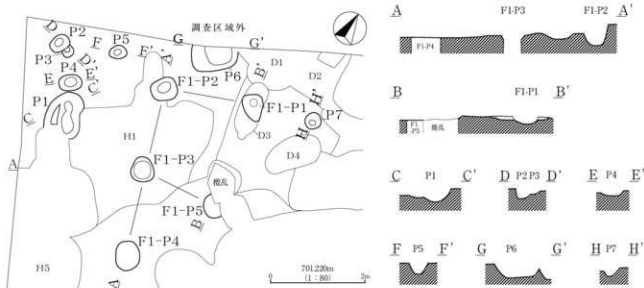 調査区域外
D P2 F P5 F' A' G G'
P3 D' P4 E E' C' P1 C
F1-P2 P6 B' D1 D2
H1 F1-P1 H' P7 H
D3 D4
A F1-P3
撹乱
F1-P5 B
F1-P4
H5 A
701.220m
0 (1:80) 2m
A F1-P3 F1-P2 A'
F1-P4
B F1-P1 B'
F1-P5 撹乱
C P1 C' D P2 P3 D' E P4 E'
F P5 F' G P6 G' H P7 H'